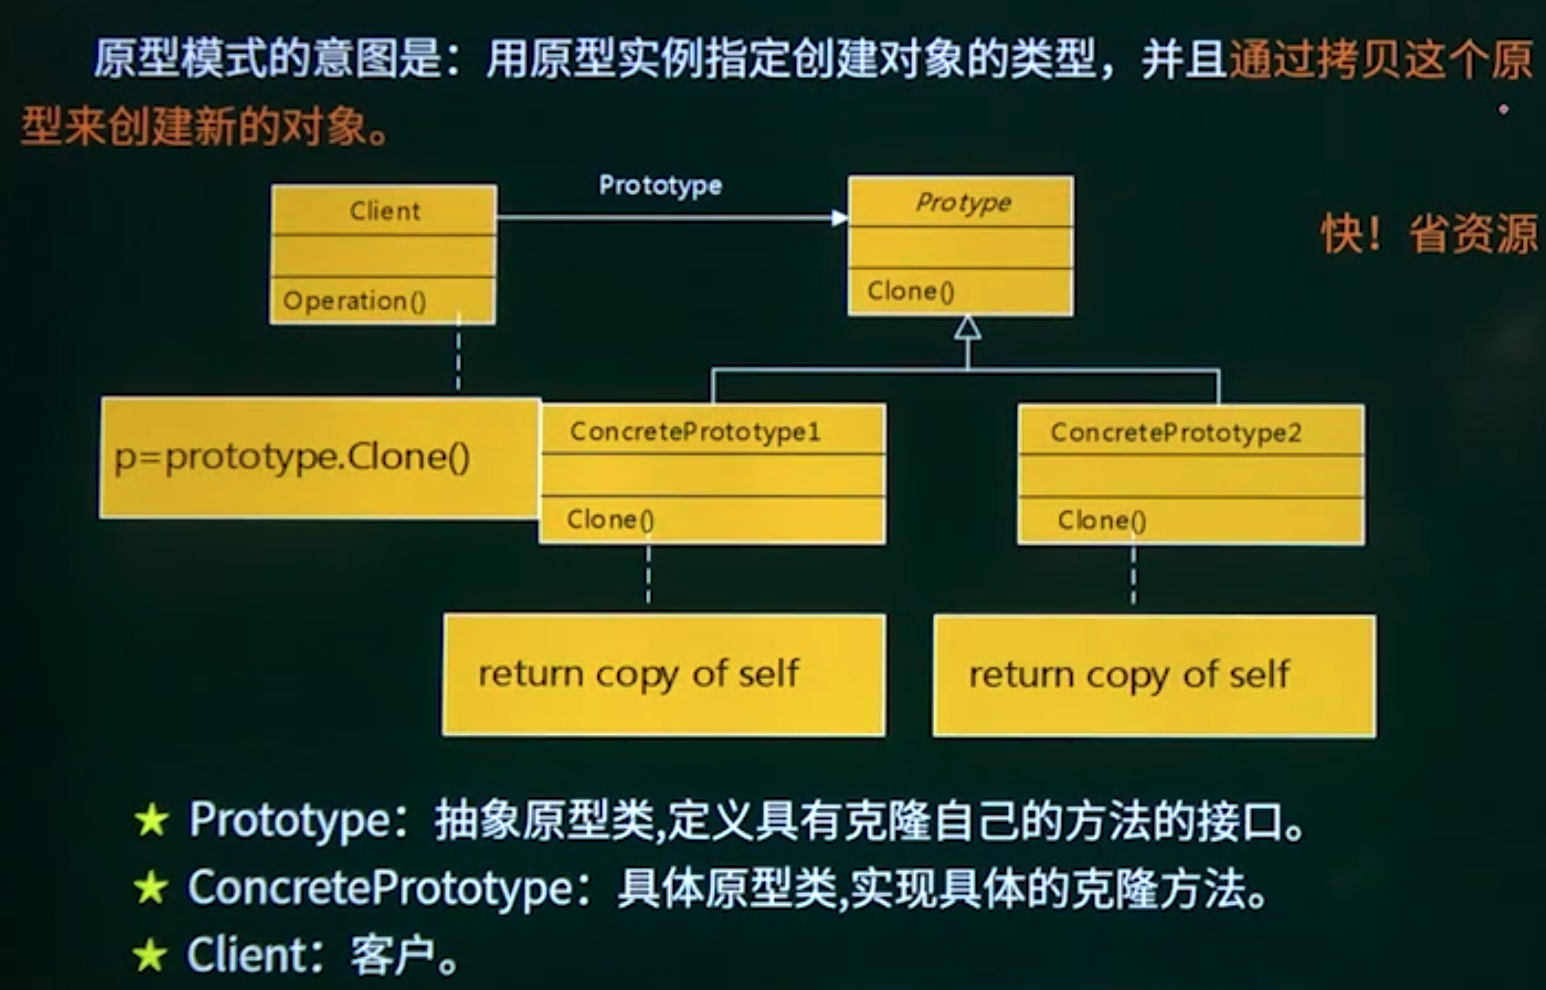 原型模式的意图是：用原型实例指定创建对象的类型，并且通过拷贝这个原
型来创建新的对象。
Prototype
Client
Protype
快！省资源
Operation()
Clone()
p=prototype.Clone()
ConcretePrototype1
ConcretePrototype2
Clone()
Clone()
return copy of self
return copy of self
★ Prototype：抽象原型类,定义具有克隆自己的方法的接口。
★ ConcretePrototype：具体原型类,实现具体的克隆方法。
★ Client：客户。